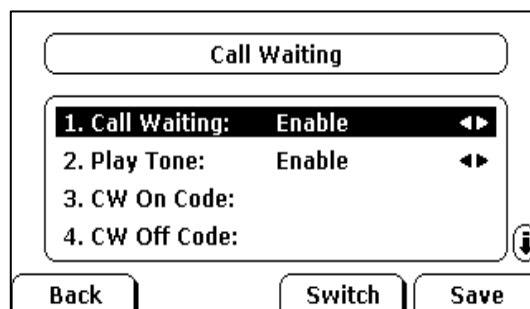 Call Waiting
1. Call Waiting: Enable
2. Play Tone: Enable
3. CW On Code:
4. CW Off Code:
Back Switch Save